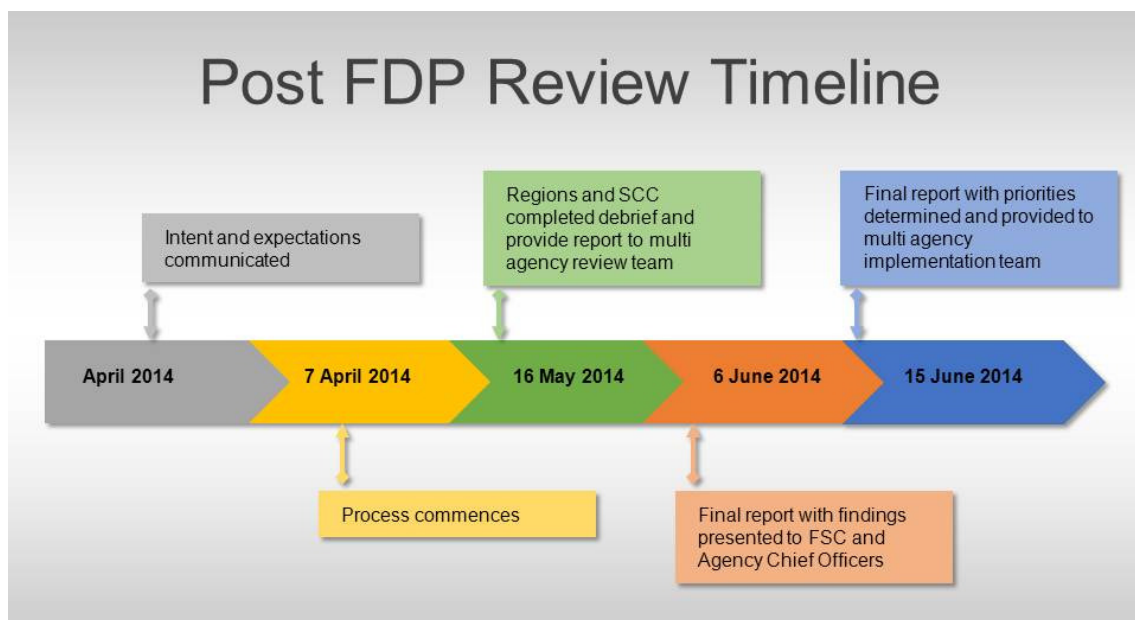 Post FDP Review Timeline
Intent and expectations
communicated
Regions and SCC
completed debrief and
provide report to multi
agency review team
Final report with priorities
determined and provided to
multi agency
implementation team
April 2014
7 April 2014
16 May 2014
6 June 2014
15 June 2014
Process commences
Final report with findings
presented to FSC and
Agency Chief Officers